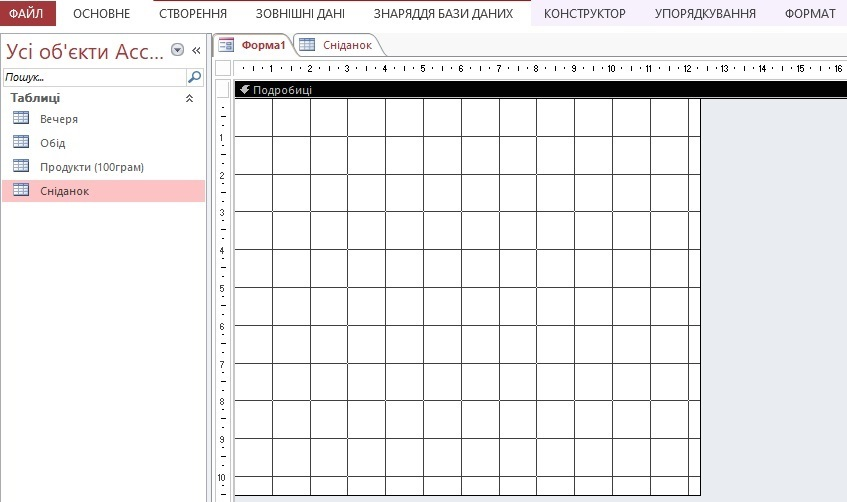 ФАЙЛ ОСНОВНЕ СТВОРЕННЯ ЗОВНІШНІ ДАНІ ЗНАРЯДДЯ БАЗИ ДАНИХ КОНСТРУКТОР УПОРЯДКУВАННЯ ФОРМАТ
Усі об'єкти Acc...
Пошук...
Таблиці
Вечеря
Обід
Продукти (100грам)
Сніданок
Форма1 Сніданок
1 2 3 4 5 6 7 8 9 10 11 12 13 14 15 16
Подробиці
1
2
3
4
5
6
7
8
9
10